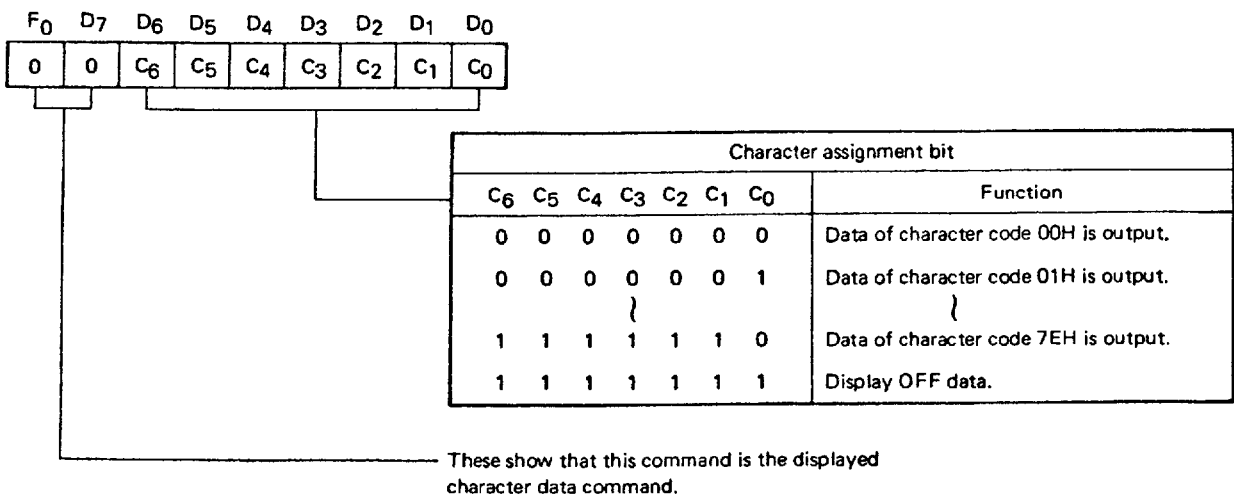 F₀ D₇ D₆ D₅ D₄ D₃ D₂ D₁ D₀
0 0 C₆ C₅ C₄ C₃ C₂ C₁ C₀
Character assignment bit
C₆ C₅ C₄ C₃ C₂ C₁ C₀ Function
0 0 0 0 0 0 0 Data of character code 00H is output.
0 0 0 0 0 0 1 Data of character code 01H is output.
≀ ≀
1 1 1 1 1 1 0 Data of character code 7EH is output.
1 1 1 1 1 1 1 Display OFF data.
These show that this command is the displayed
character data command.